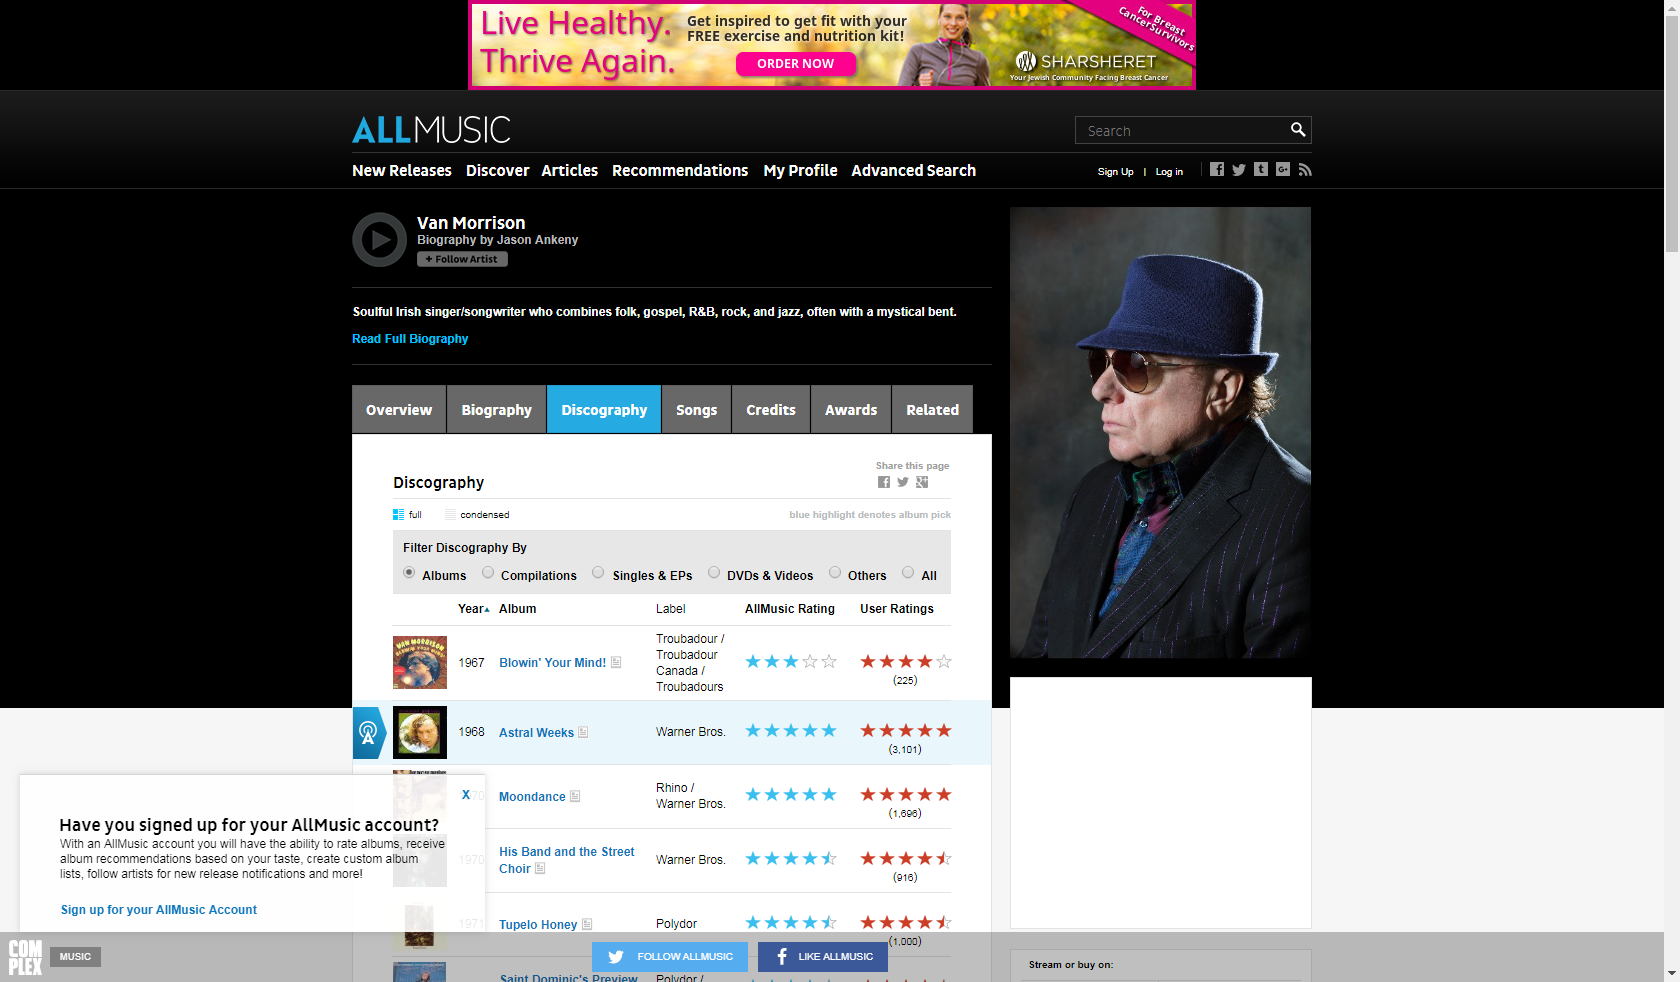 Live Healthy.
Thrive Again.
Get inspired to get fit with your
FREE exercise and nutrition kit!
ORDER NOW
For Breast
Cancer Survivors
SHARSHERET
Your Jewish Community Facing Breast Cancer
ALLMUSIC
Search
New Releases Discover Articles Recommendations My Profile Advanced Search
Sign Up | Log in
Van Morrison
Biography by Jason Ankeny
+ Follow Artist
Soulful Irish singer/songwriter who combines folk, gospel, R&B, rock, and jazz, often with a mystical bent.
Read Full Biography
Overview Biography Discography Songs Credits Awards Related
Share this page
Discography
full condensed blue highlight denotes album pick
Filter Discography By
Albums Compilations Singles & EPs DVDs & Videos Others All
Year Album Label AllMusic Rating User Ratings
VAN MORRISON
BLOWIN' YOUR MIND!
1967 Blowin' Your Mind!
Troubadour /
Troubadour
Canada /
Troubadours
(225)
1968 Astral Weeks Warner Bros.
(3,101)
1970 Moondance
Rhino /
Warner Bros.
(1,696)
1970 His Band and the Street
Choir
Warner Bros.
(916)
1971 Tupelo Honey Polydor
(1,000)
Saint Dominic's Preview Polydor /
X
Have you signed up for your AllMusic account?
With an AllMusic account you will have the ability to rate albums, receive
album recommendations based on your taste, create custom album
lists, follow artists for new release notifications and more!
Sign up for your AllMusic Account
COM
PLEX
MUSIC
FOLLOW ALLMUSIC
LIKE ALLMUSIC
Stream or buy on: